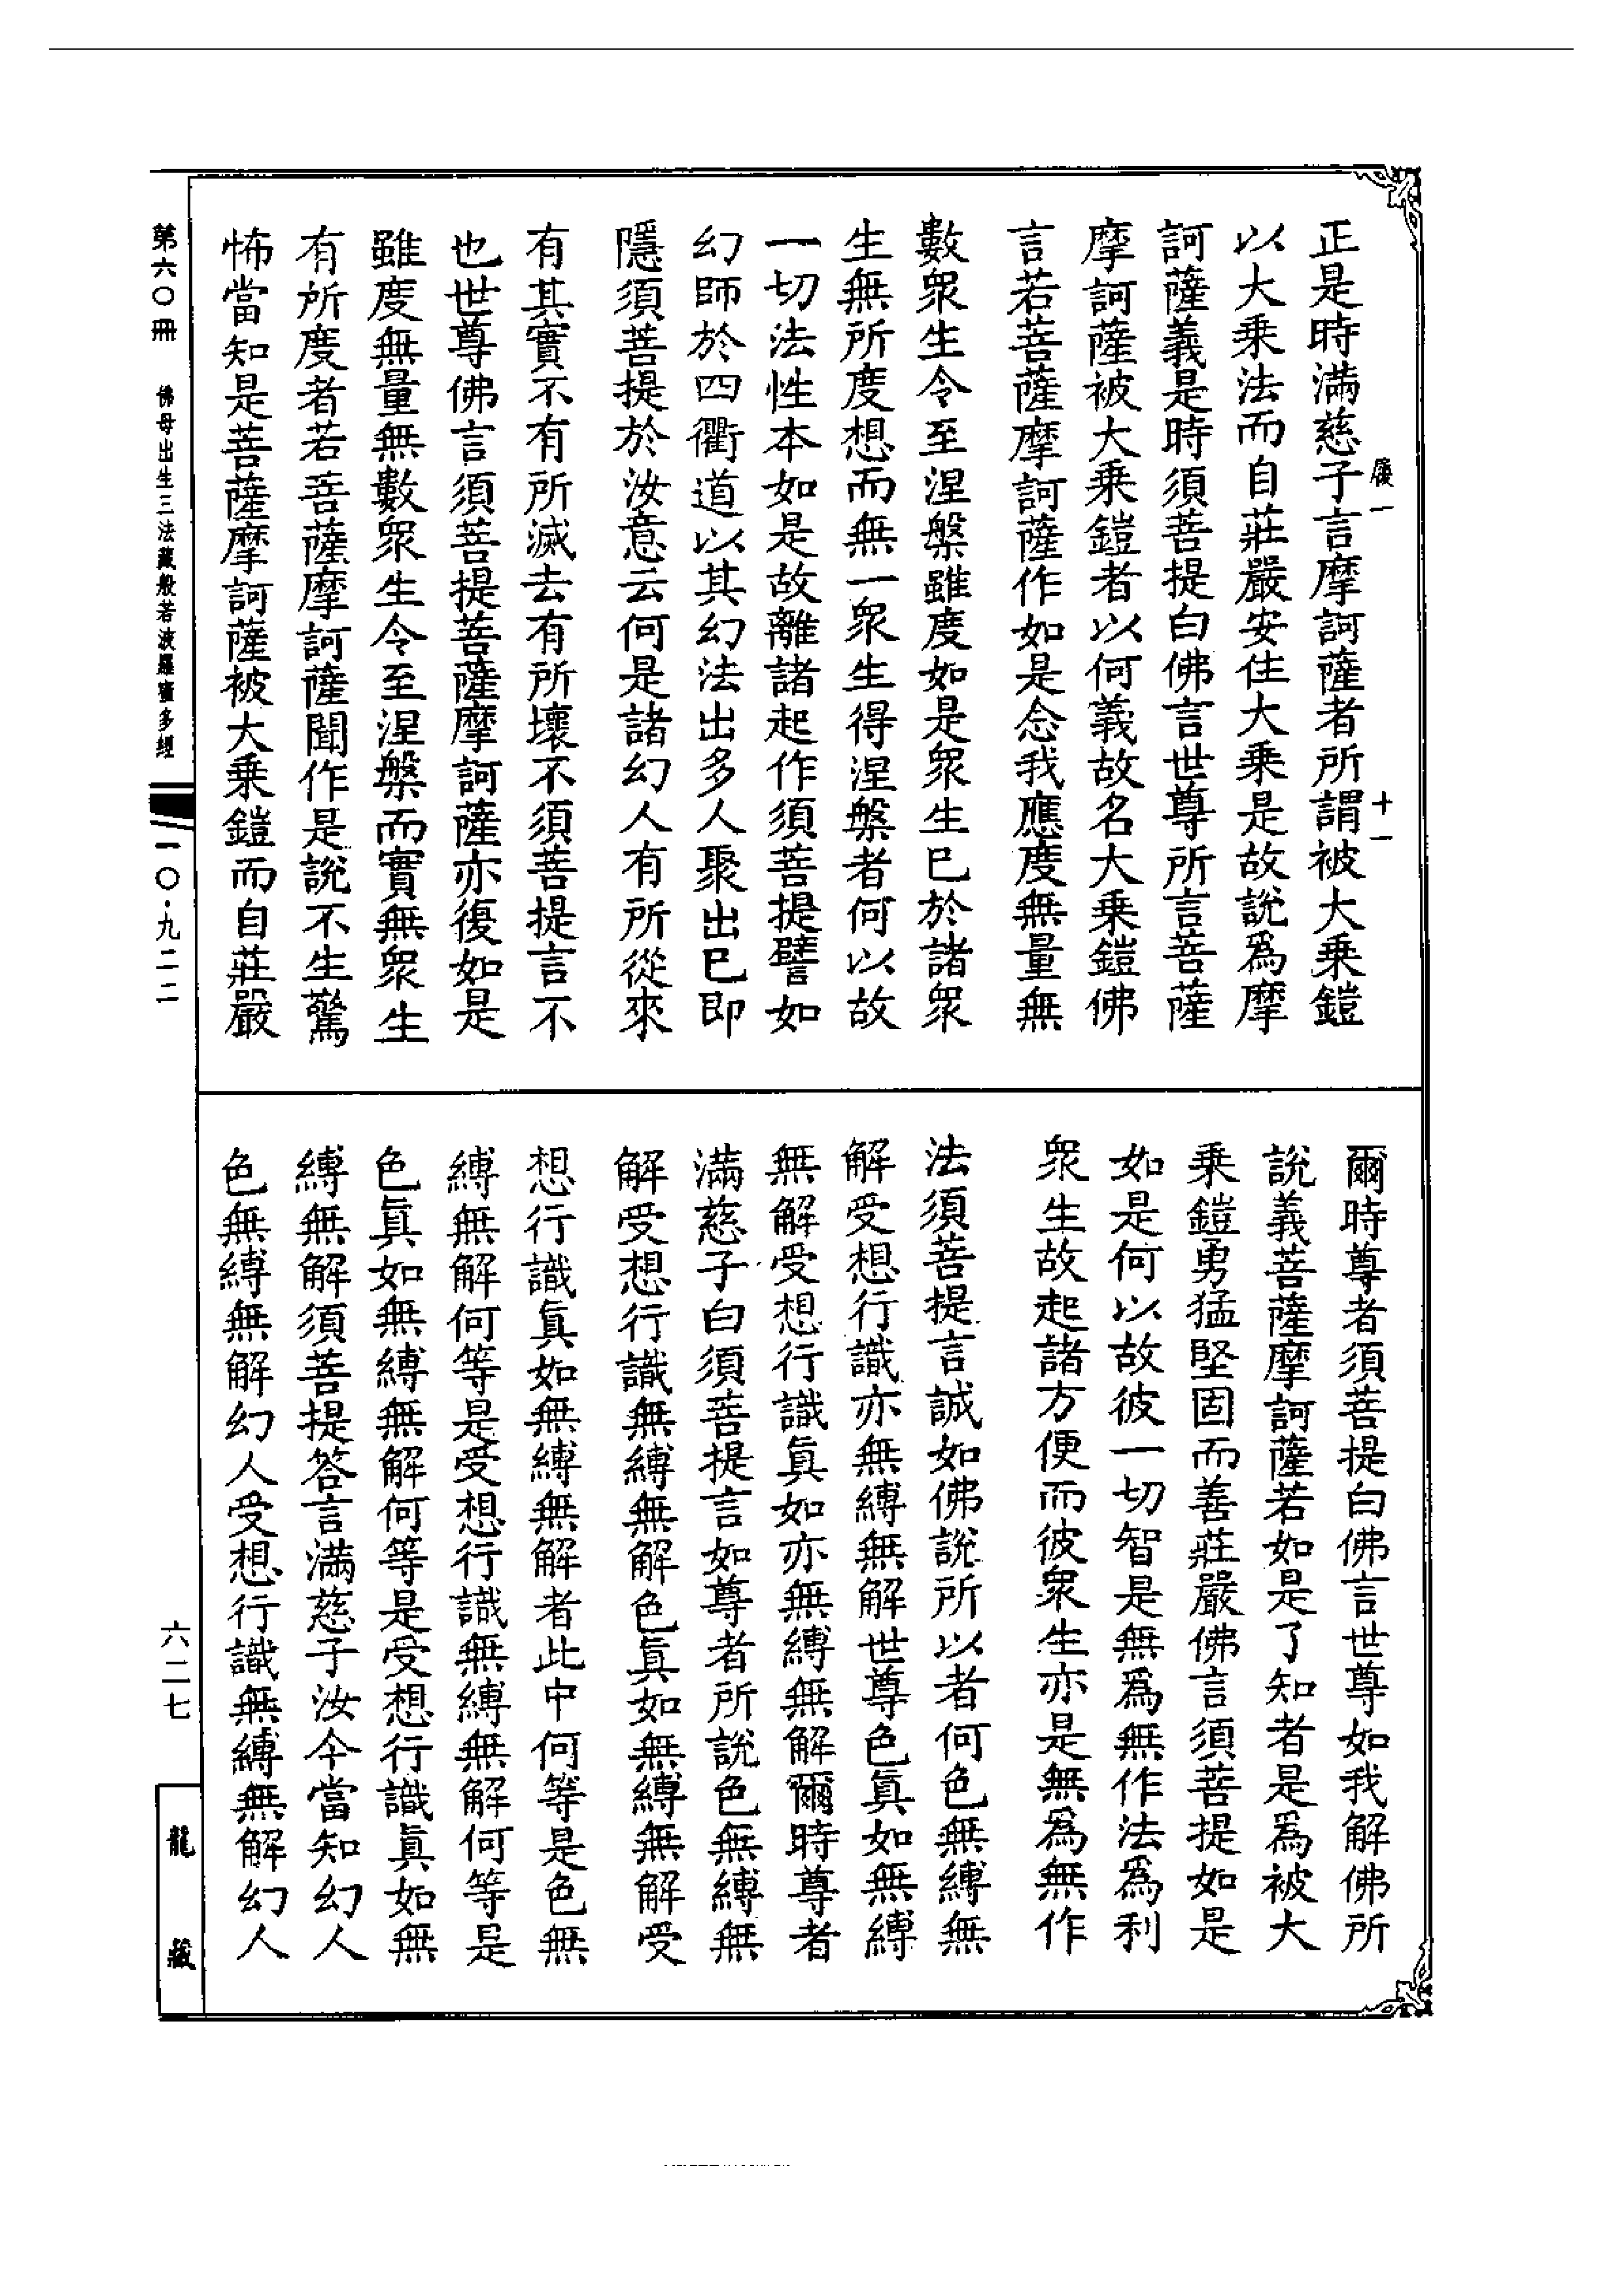 履一　十一
正是時滿慈子言摩訶薩者所謂被大乘鎧
以大乘法而自莊嚴安住大乘是故說爲摩
訶薩義是時須菩提白佛言世尊所言菩薩
摩訶薩被大乘鎧者以何義故名大乘鎧佛
言若菩薩摩訶薩作如是念我應度無量無
數衆生令至涅槃雖度如是衆生已於諸衆
生無所度想而無一衆生得涅槃者何以故
一切法性本如是故離諸起作須菩提譬如
幻師於四衢道以其幻法出多人聚出已即
隱須菩提於汝意云何是諸幻人有所從來
有其實不有所滅去有所壞不須菩提言不
也世尊佛言須菩提菩薩摩訶薩亦復如是
雖度無量無數衆生令至涅槃而實無衆生
有所度者若菩薩摩訶薩聞作是說不生驚
怖當知是菩薩摩訶薩被大乘鎧而自莊嚴
爾時尊者須菩提白佛言世尊如我解佛所
說義菩薩摩訶薩若如是了知者是爲被大
乘鎧勇猛堅固而善莊嚴佛言須菩提如是
如是何以故彼一切智是無爲無作法爲利
衆生故起諸方便而彼衆生亦是無爲無作
法須菩提言誠如佛說所以者何色無縛無
解受想行識亦無縛無解世尊色眞如無縛
無解受想行識眞如亦無縛無解爾時尊者
滿慈子白須菩提言如尊者所說色無縛無
解受想行識無縛無解色眞如無縛無解受
想行識眞如無縛無解者此中何等是色無
縛無解何等是受想行識無縛無解何等是
色眞如無縛無解何等是受想行識眞如無
縛無解須菩提答言滿慈子汝今當知幻人
色無縛無解幻人受想行識無縛無解幻人
第六〇冊　佛母出生三法藏般若波羅蜜多經
一〇·九二二
六二七
龍藏